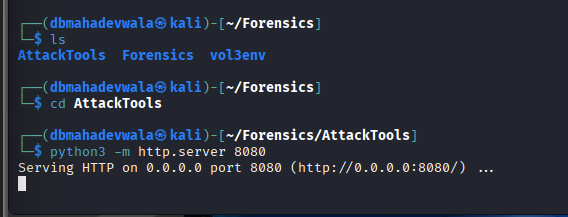 ┌──(dbmahadevwala㉿kali)-[~/Forensics]
└─$ ls
AttackTools Forensics vol3env
┌──(dbmahadevwala㉿kali)-[~/Forensics]
└─$ cd AttackTools
┌──(dbmahadevwala㉿kali)-[~/Forensics/AttackTools]
└─$ python3 -m http.server 8080
Serving HTTP on 0.0.0.0 port 8080 (http://0.0.0.0:8080/) ...